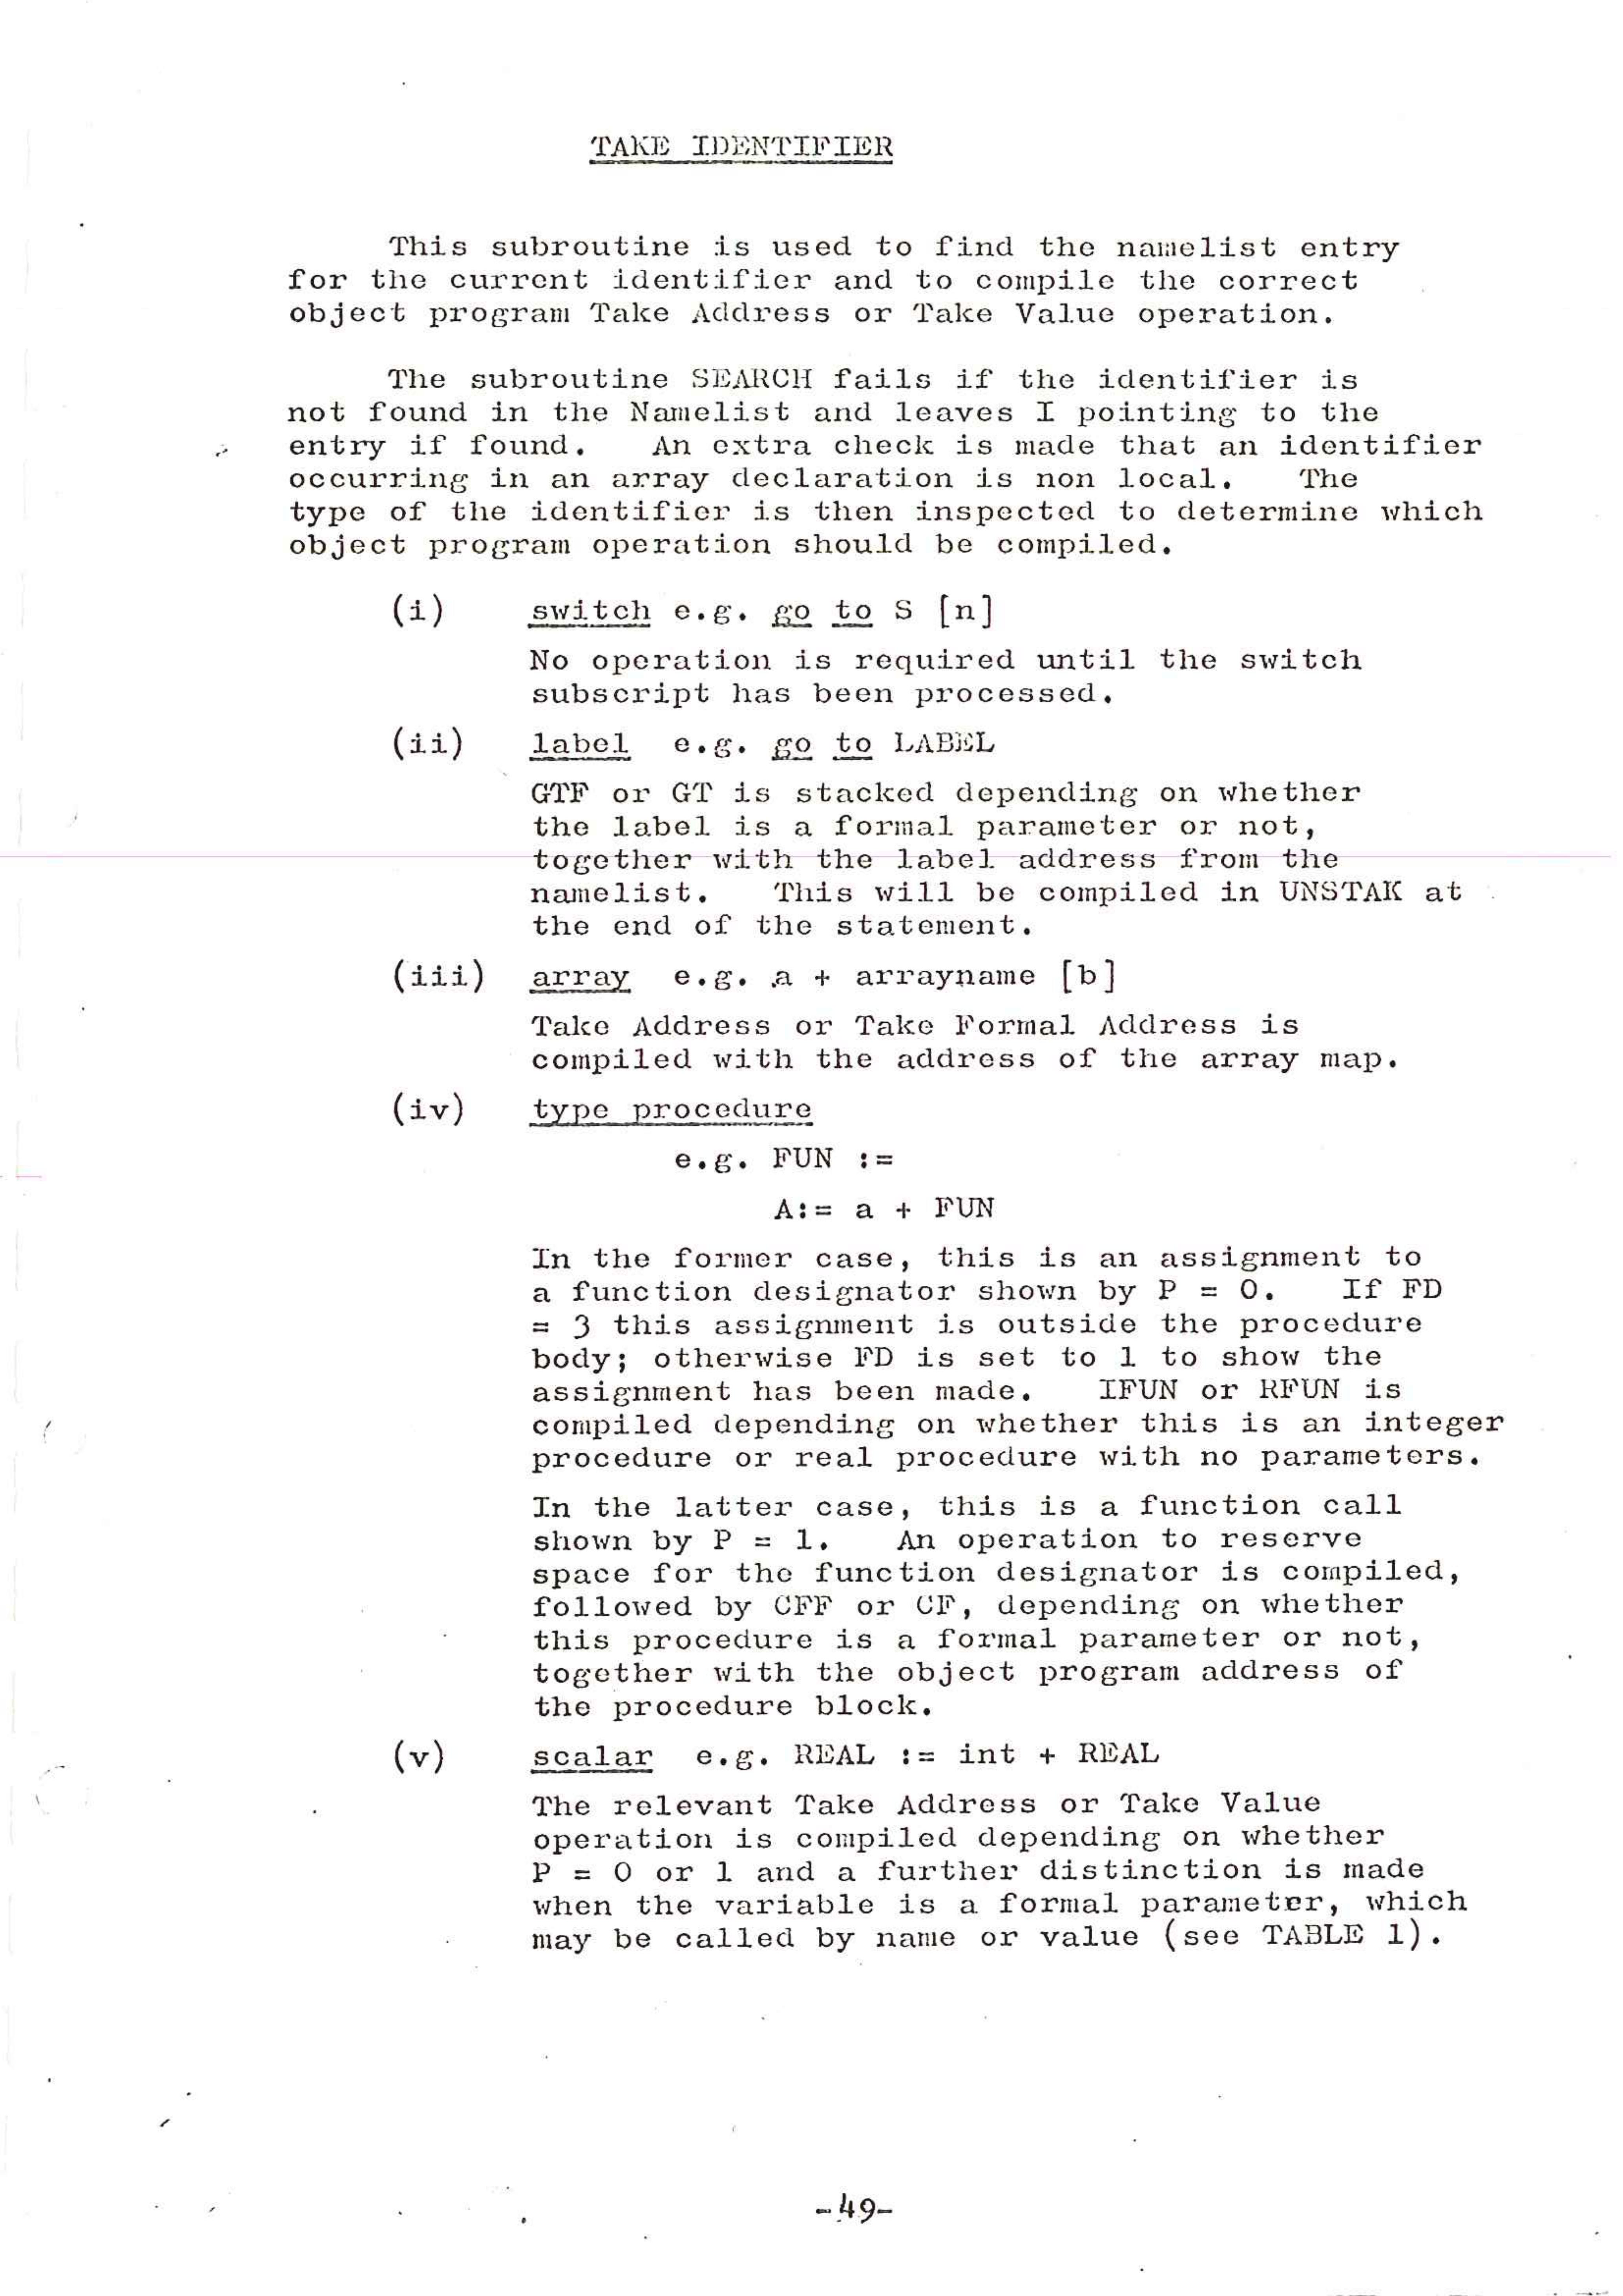 TAKE IDENTIFIER
This subroutine is used to find the namelist entry
for the current identifier and to compile the correct
object program Take Address or Take Value operation.
The subroutine SEARCH fails if the identifier is
not found in the Namelist and leaves I pointing to the
entry if found. An extra check is made that an identifier
occurring in an array declaration is non local. The
type of the identifier is then inspected to determine which
object program operation should be compiled.
(i) switch e.g. go to S [n]
No operation is required until the switch
subscript has been processed.
(ii) label e.g. go to LABEL
GTF or GT is stacked depending on whether
the label is a formal parameter or not,
together with the label address from the
namelist. This will be compiled in UNSTAK at
the end of the statement.
(iii) array e.g. a + arrayname [b]
Take Address or Take Formal Address is
compiled with the address of the array map.
(iv) type procedure
e.g. FUN :=
A:= a + FUN
In the former case, this is an assignment to
a function designator shown by P = 0. If FD
= 3 this assignment is outside the procedure
body; otherwise FD is set to 1 to show the
assignment has been made. IFUN or RFUN is
compiled depending on whether this is an integer
procedure or real procedure with no parameters.
In the latter case, this is a function call
shown by P = 1. An operation to reserve
space for the function designator is compiled,
followed by CFF or CF, depending on whether
this procedure is a formal parameter or not,
together with the object program address of
the procedure block.
(v) scalar e.g. REAL := int + REAL
The relevant Take Address or Take Value
operation is compiled depending on whether
P = 0 or 1 and a further distinction is made
when the variable is a formal parameter, which
may be called by name or value (see TABLE 1).
-49-